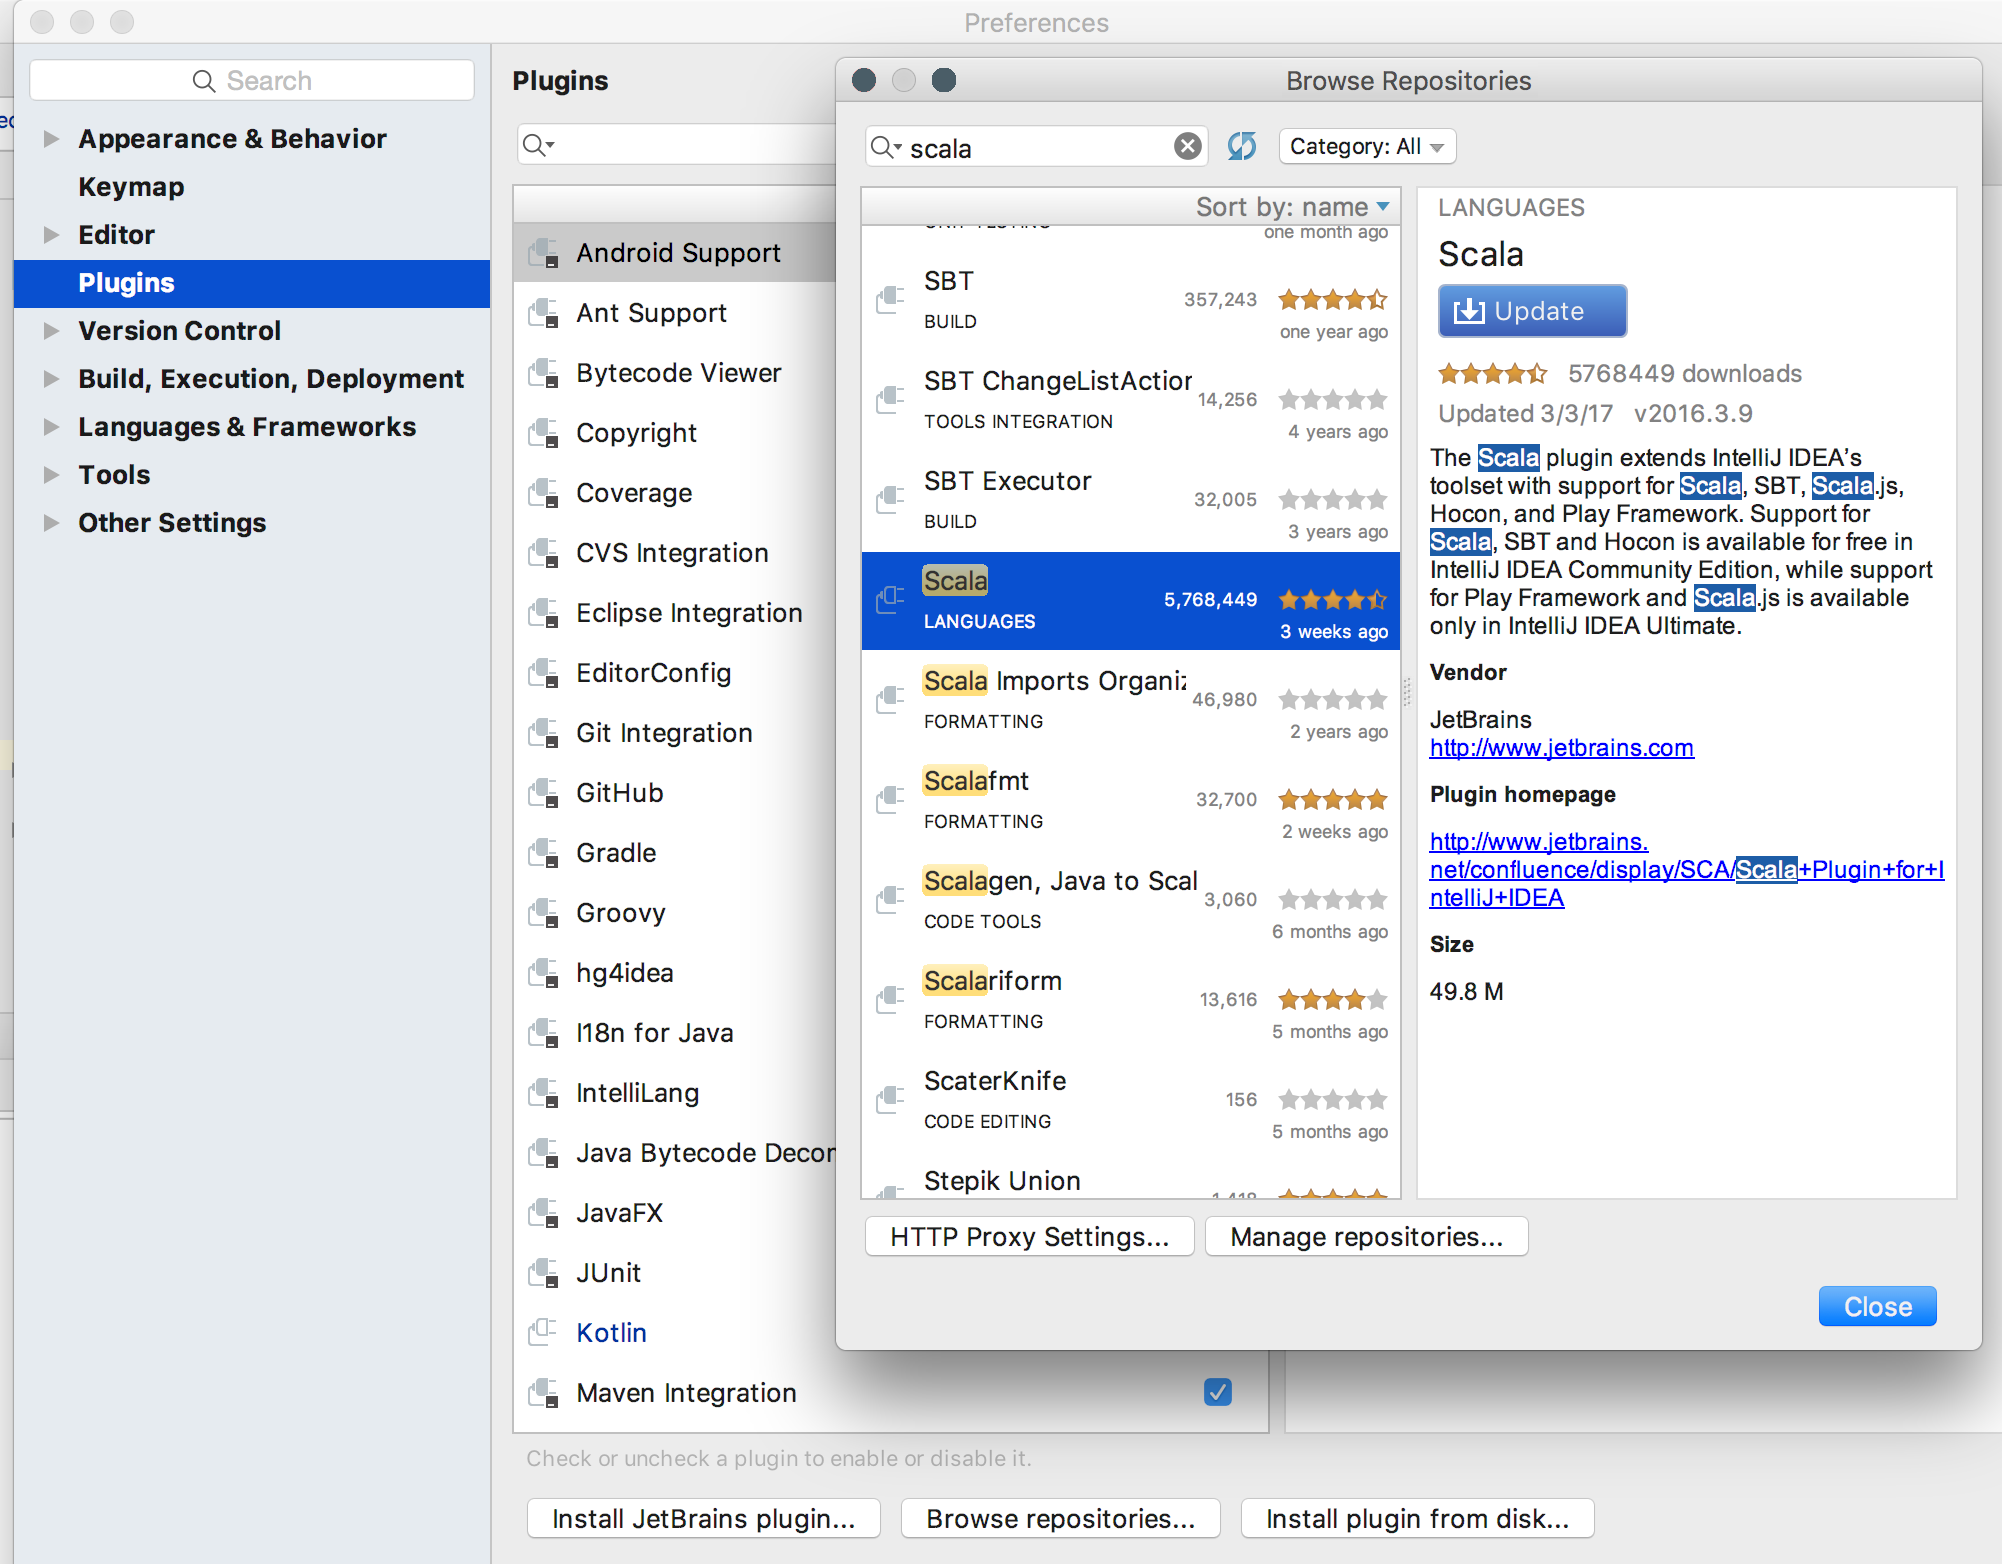 Preferences
Search
Appearance & Behavior
Keymap
Editor
Plugins
Version Control
Build, Execution, Deployment
Languages & Frameworks
Tools
Other Settings
Plugins
Android Support
Ant Support
Bytecode Viewer
Copyright
Coverage
CVS Integration
Eclipse Integration
EditorConfig
Git Integration
GitHub
Gradle
Groovy
hg4idea
I18n for Java
IntelliLang
Java Bytecode Decor
JavaFX
JUnit
Kotlin
Maven Integration
Check or uncheck a plugin to enable or disable it.
Install JetBrains plugin...
Browse repositories...
Install plugin from disk...
Browse Repositories
scala
Category: All
Sort by: name
one month ago
SBT
357,243
BUILD
one year ago
SBT ChangeListAction
14,256
TOOLS INTEGRATION
4 years ago
SBT Executor
32,005
BUILD
3 years ago
Scala
5,768,449
LANGUAGES
3 weeks ago
Scala Imports Organiz
46,980
FORMATTING
2 years ago
Scalafmt
32,700
FORMATTING
2 weeks ago
Scalagen, Java to Scal
3,060
CODE TOOLS
6 months ago
Scalariform
13,616
FORMATTING
5 months ago
ScaterKnife
156
CODE EDITING
5 months ago
Stepik Union
LANGUAGES
Scala
Update
5768449 downloads
Updated 3/3/17 v2016.3.9
The Scala plugin extends IntelliJ IDEA's
toolset with support for Scala, SBT, Scala.js,
Hocon, and Play Framework. Support for
Scala, SBT and Hocon is available for free in
IntelliJ IDEA Community Edition, while support
for Play Framework and Scala.js is available
only in IntelliJ IDEA Ultimate.
Vendor
JetBrains
http://www.jetbrains.com
Plugin homepage
http://www.jetbrains.
net/confluence/display/SCA/Scala+Plugin+for+I
ntelliJ+IDEA
Size
49.8 M
HTTP Proxy Settings...
Manage repositories...
Close